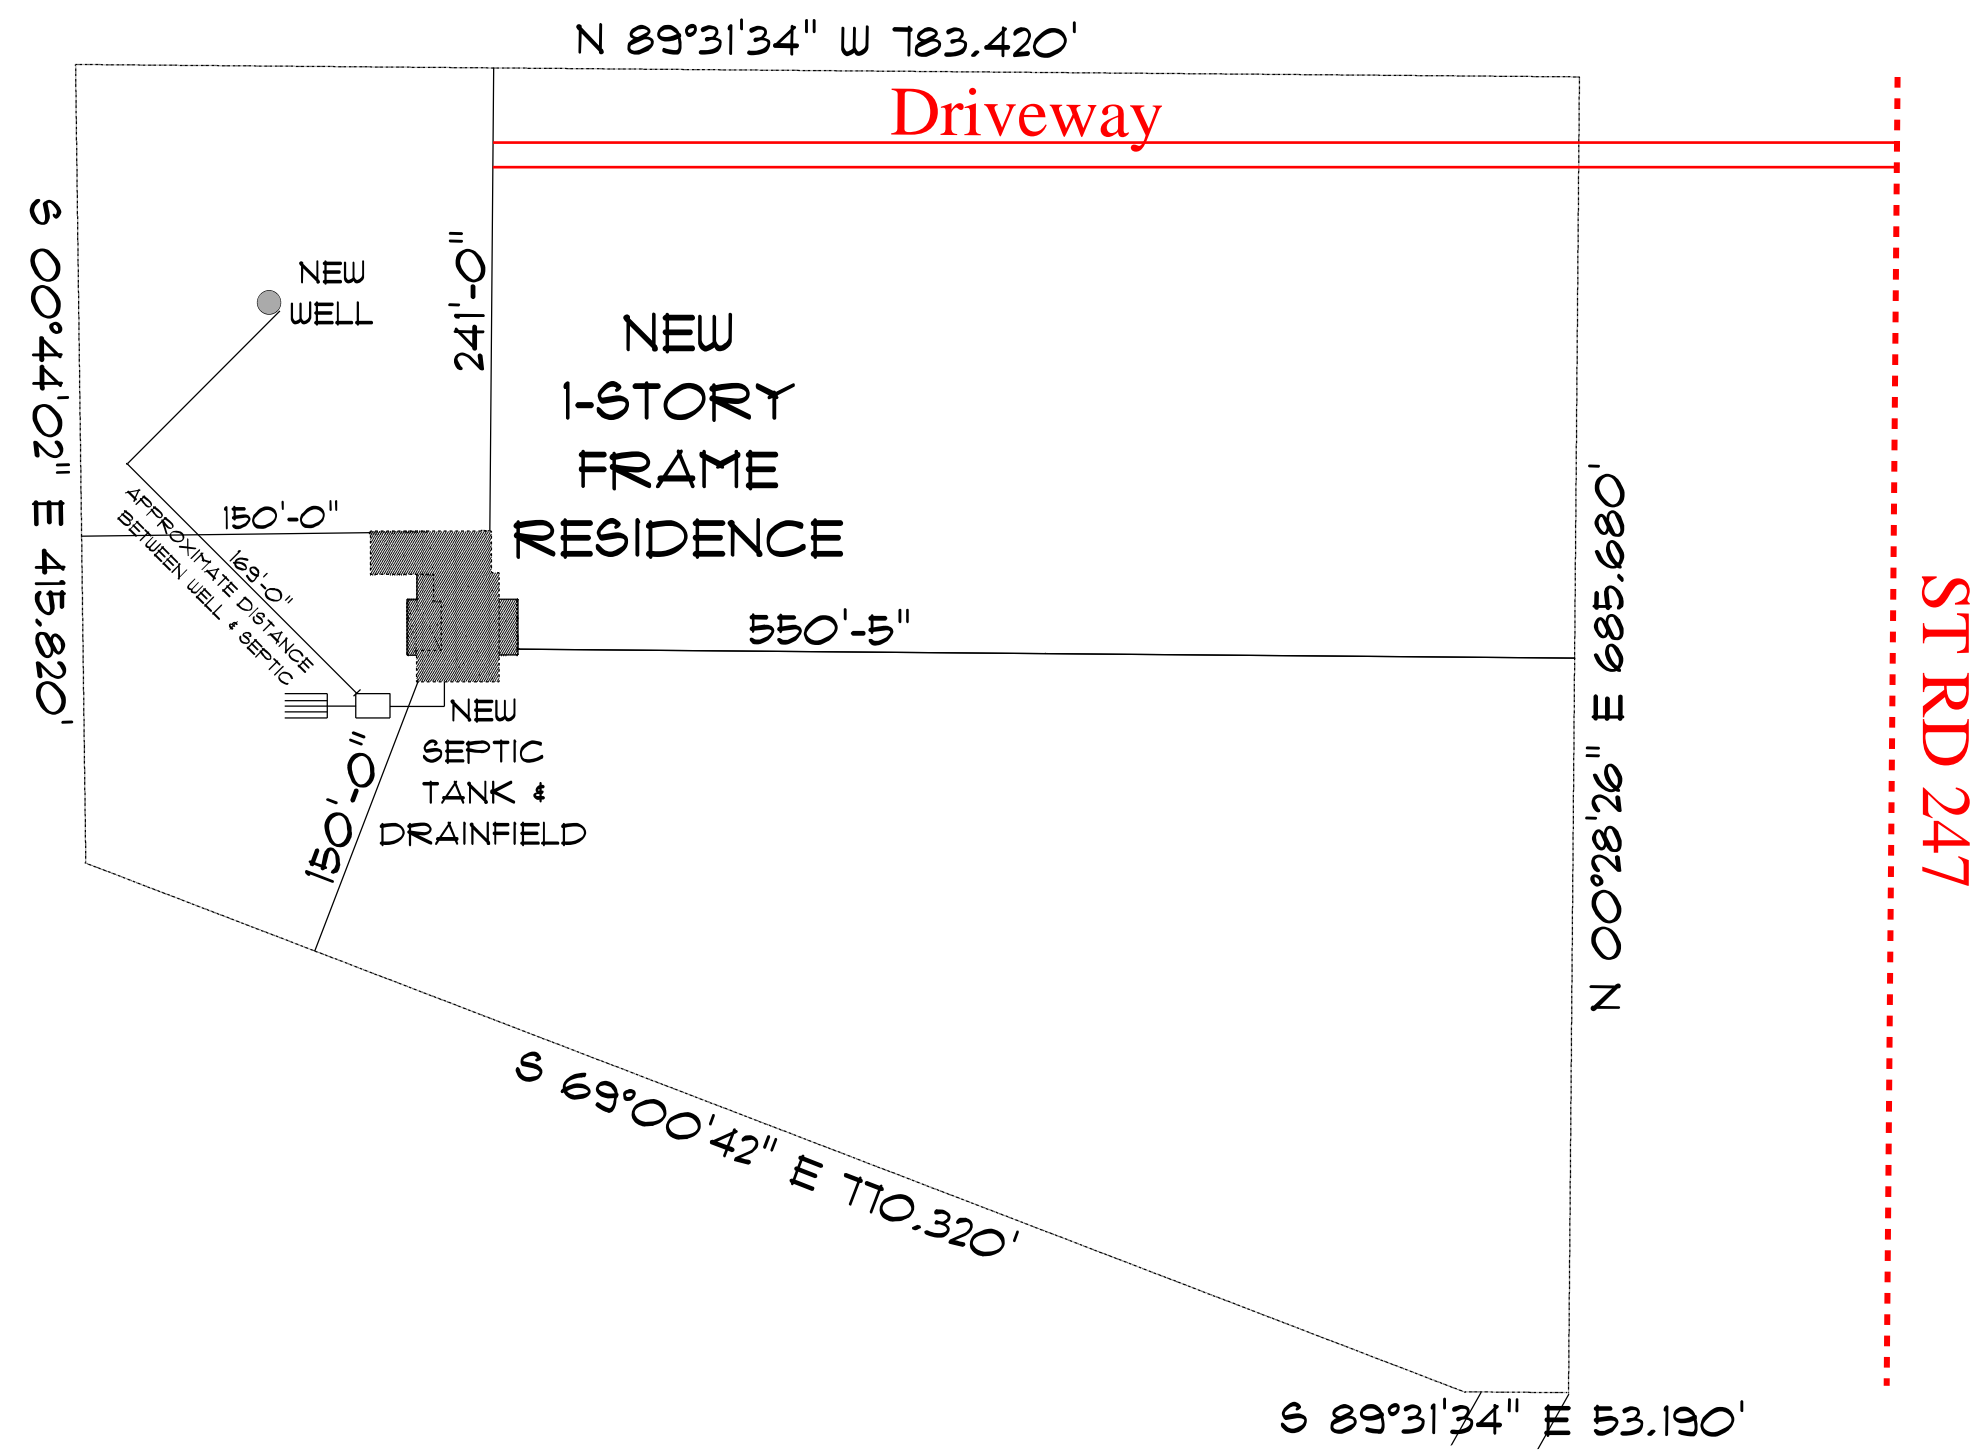 N 89°31'34" W 783.420'
Driveway
S 00°44'02" E 415.820'
NEW
WELL
241'-0"
NEW
1-STORY
FRAME
RESIDENCE
150'-0"
169'-0"
APPROXIMATE DISTANCE
BETWEEN WELL & SEPTIC
550'-5"
N 00°28'26" E 685.680'
ST RD 247
NEW
SEPTIC
TANK &
DRAINFIELD
150'-0"
S 69°00'42" E 770.320'
S 89°31'34" E 53.190'